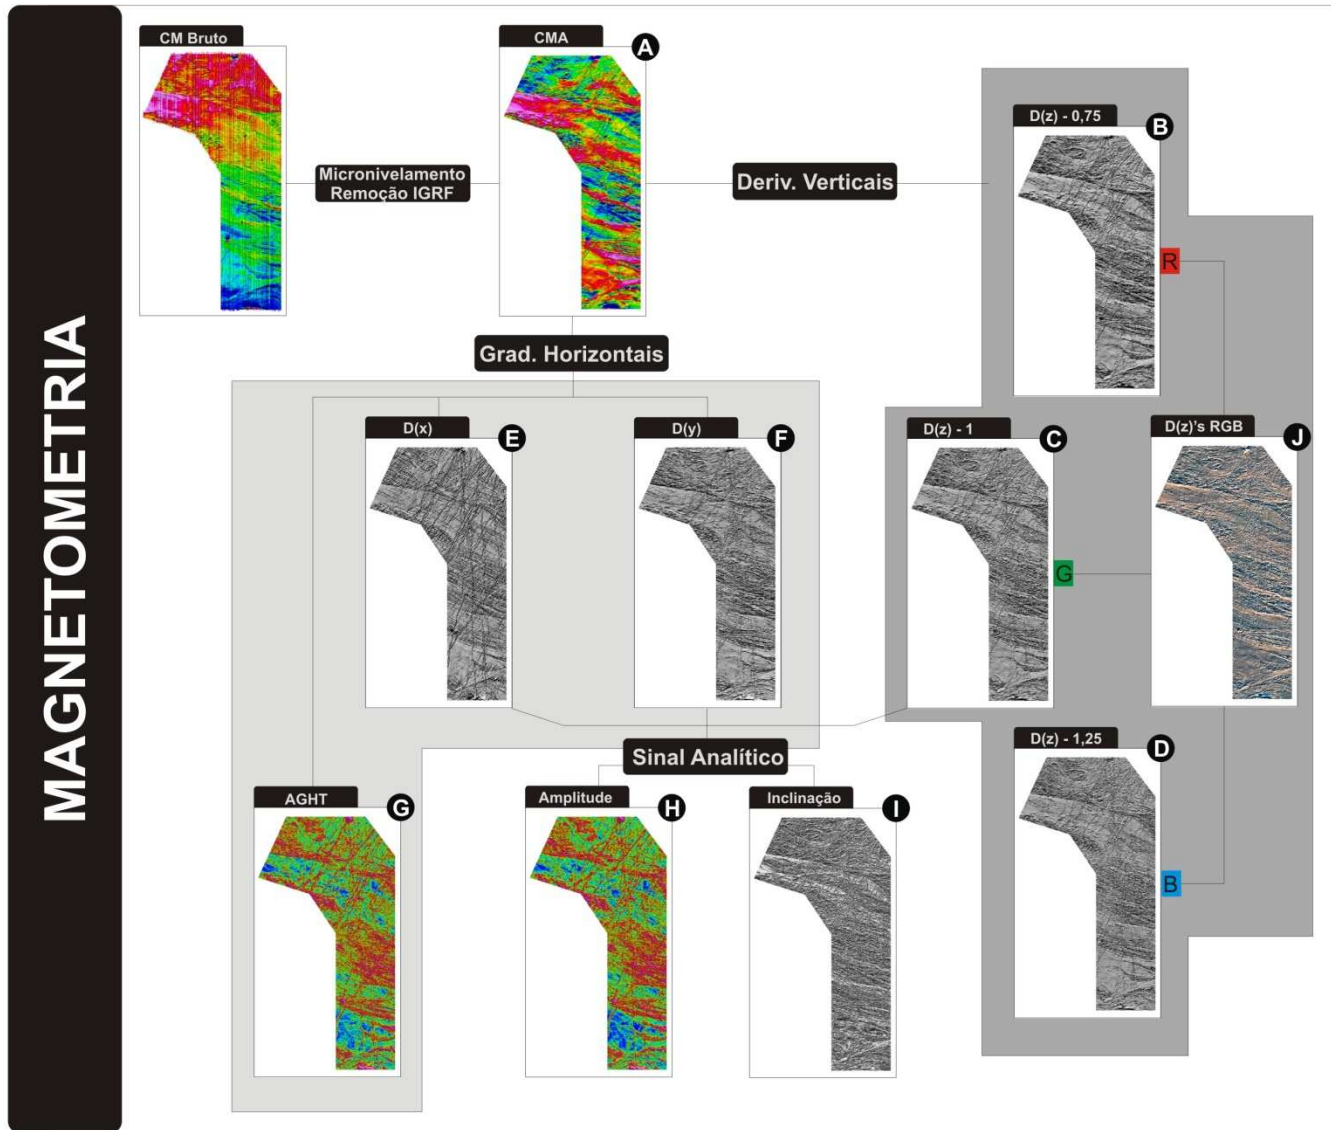 MAGNETOMETRIA
CM Bruto
CMA
A
Micronivelamento
Remoção IGRF
Deriv. Verticais
D(z) - 0,75
B
R
Grad. Horizontais
D(x)
E
D(y)
F
D(z) - 1
C
G
D(z)'s RGB
J
Sinal Analítico
D(z) - 1,25
D
B
AGHT
G
Amplitude
H
Inclinação
I